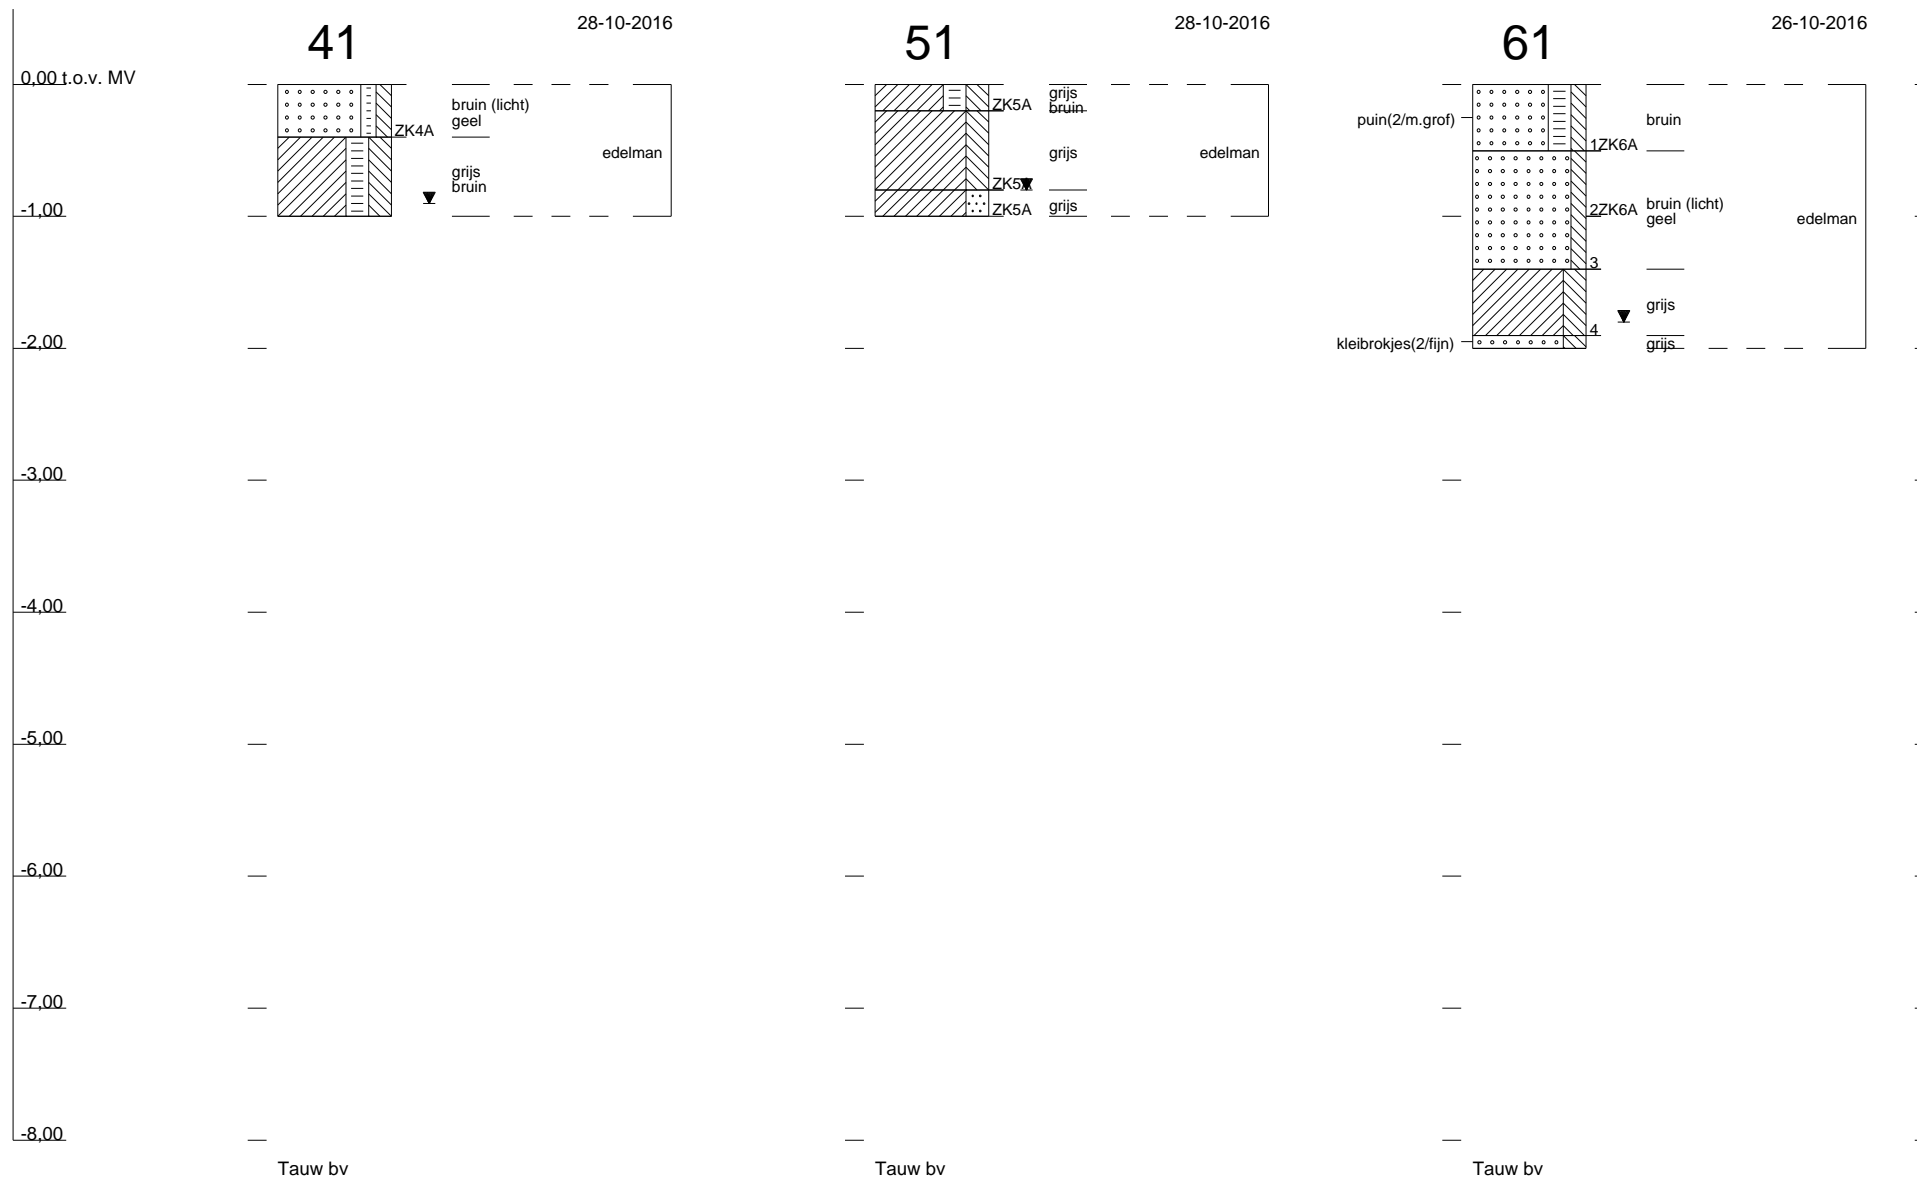 41
28-10-2016
51
28-10-2016
61
26-10-2016
0,00 t.o.v. MV
-1,00
-2,00
-3,00
-4,00
-5,00
-6,00
-7,00
-8,00
bruin (licht)
geel
ZK4A
grijs
bruin
edelman
Tauw bv
grijs
bruin
ZK5A
grijs
ZK5A
grijs
ZK5A
edelman
Tauw bv
puin(2/m.grof)
bruin
1ZK6A
bruin (licht)
geel
2ZK6A
3
grijs
4
kleibrokjes(2/fijn)
grijs
edelman
Tauw bv